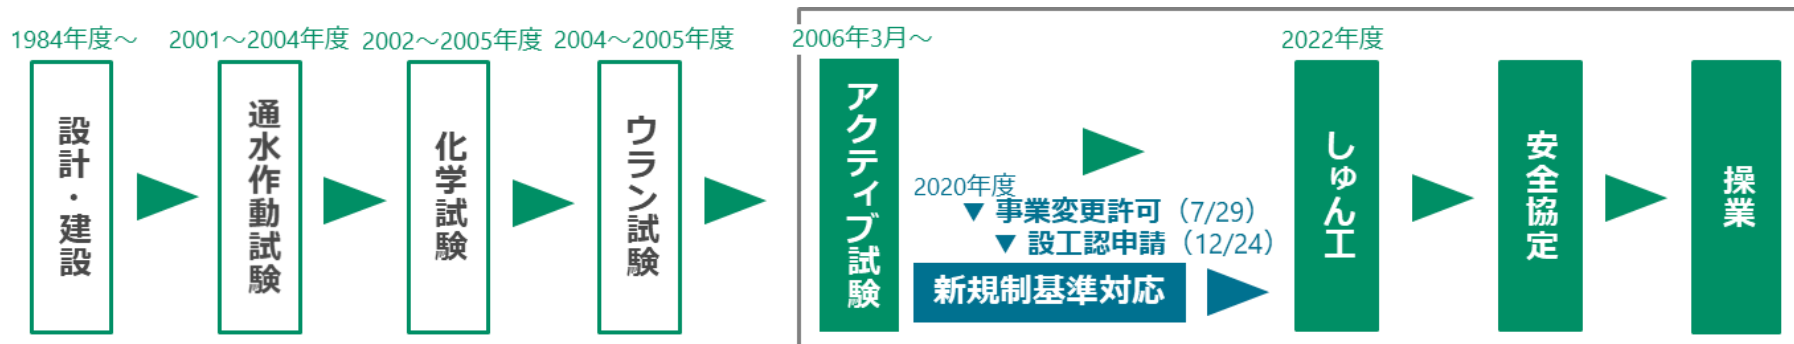 1984年度～
設計・建設
2001～2004年度
通水作動試験
2002～2005年度
化学試験
2004～2005年度
ウラン試験
2006年3月～
アクティブ試験
2020年度
▼ 事業変更許可（7/29）
▼ 設工認申請（12/24）
新規制基準対応
2022年度
しゅん工
安全協定
操業